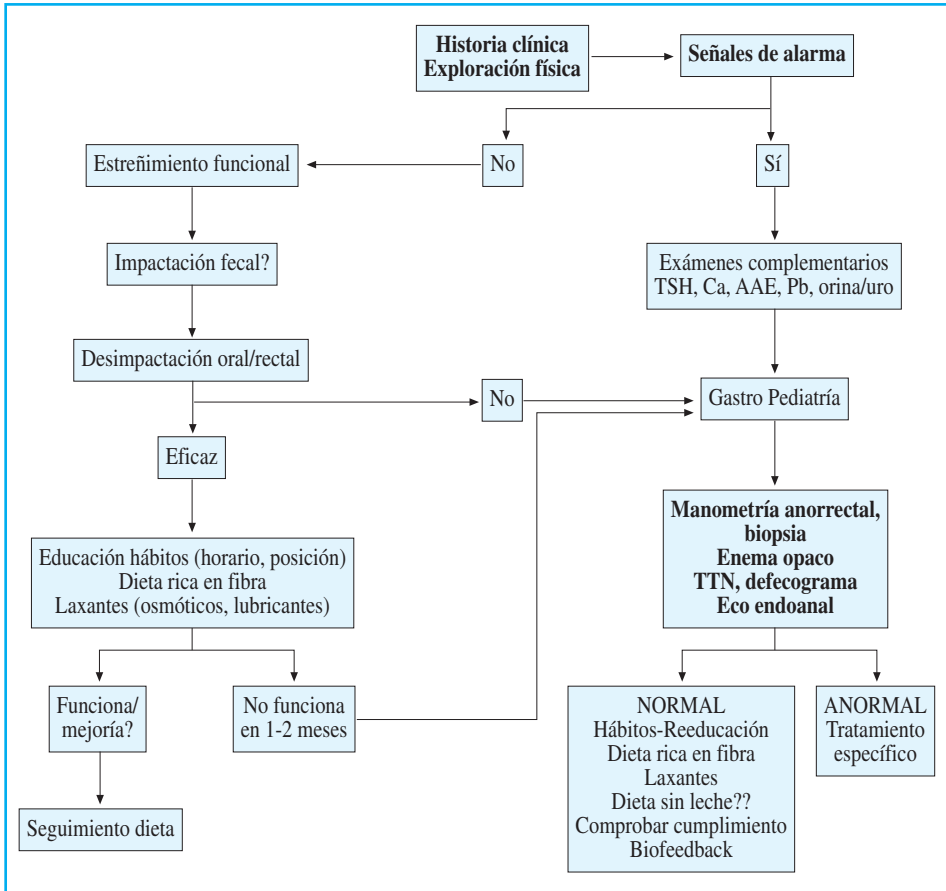 Historia clínica
Exploración física
Señales de alarma
No
Sí
Estreñimiento funcional
Impactación fecal?
Exámenes complementarios
TSH, Ca, AAE, Pb, orina/uro
Desimpactación oral/rectal
No
Gastro Pediatría
Eficaz
Manometría anorrectal,
biopsia
Enema opaco
TTN, defecograma
Eco endoanal
Educación hábitos (horario, posición)
Dieta rica en fibra
Laxantes (osmóticos, lubricantes)
Funciona/
mejoría?
No funciona
en 1-2 meses
NORMAL
Hábitos-Reeducación
Dieta rica en fibra
Laxantes
Dieta sin leche??
Comprobar cumplimiento
Biofeedback
ANORMAL
Tratamiento
específico
Seguimiento dieta